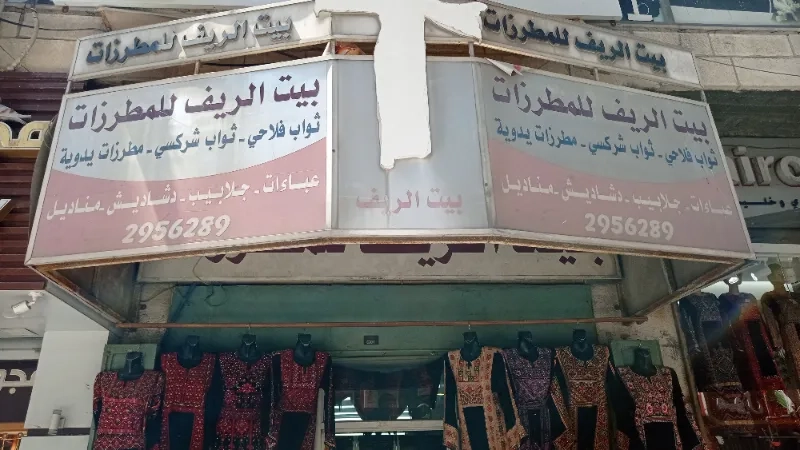 بيت الريف للمطرزات
بيت الريف للمطرزات
بيت الريف للمطرزات
ثواب فلاحي - ثواب شركسي - مطرزات يدوية
عباءات - جلابيب - دشاديش - مناديل
2956289
بيت الريف
بيت الريف للمطرزات
ثواب فلاحي - ثواب شركسي - مطرزات يدوية
عباءات - جلابيب - دشاديش - مناديل
2956289